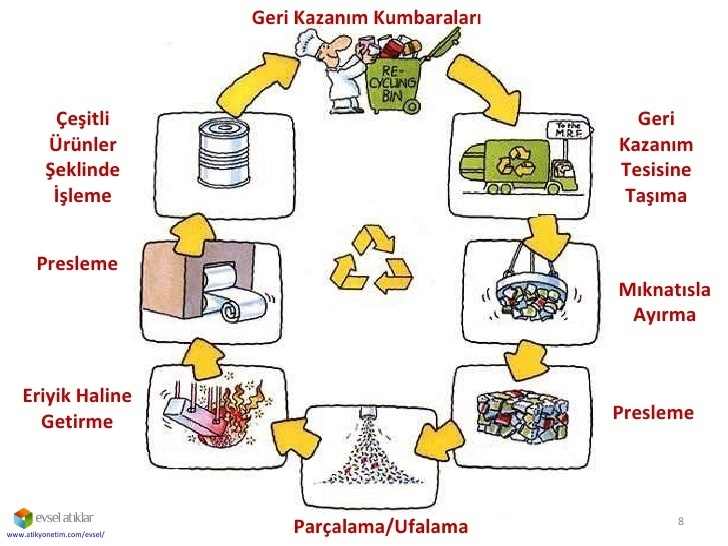 Geri Kazanım Kumbaraları
RE-
CYCLING
BIN
Çeşitli
Ürünler
Şeklinde
İşleme
To the
M.R.F.
Geri
Kazanım
Tesisine
Taşıma
Presleme
Mıknatısla
Ayırma
Eriyik Haline
Getirme
Presleme
Parçalama/Ufalama
evsel atıklar
www.atikyonetim.com/evsel/
8